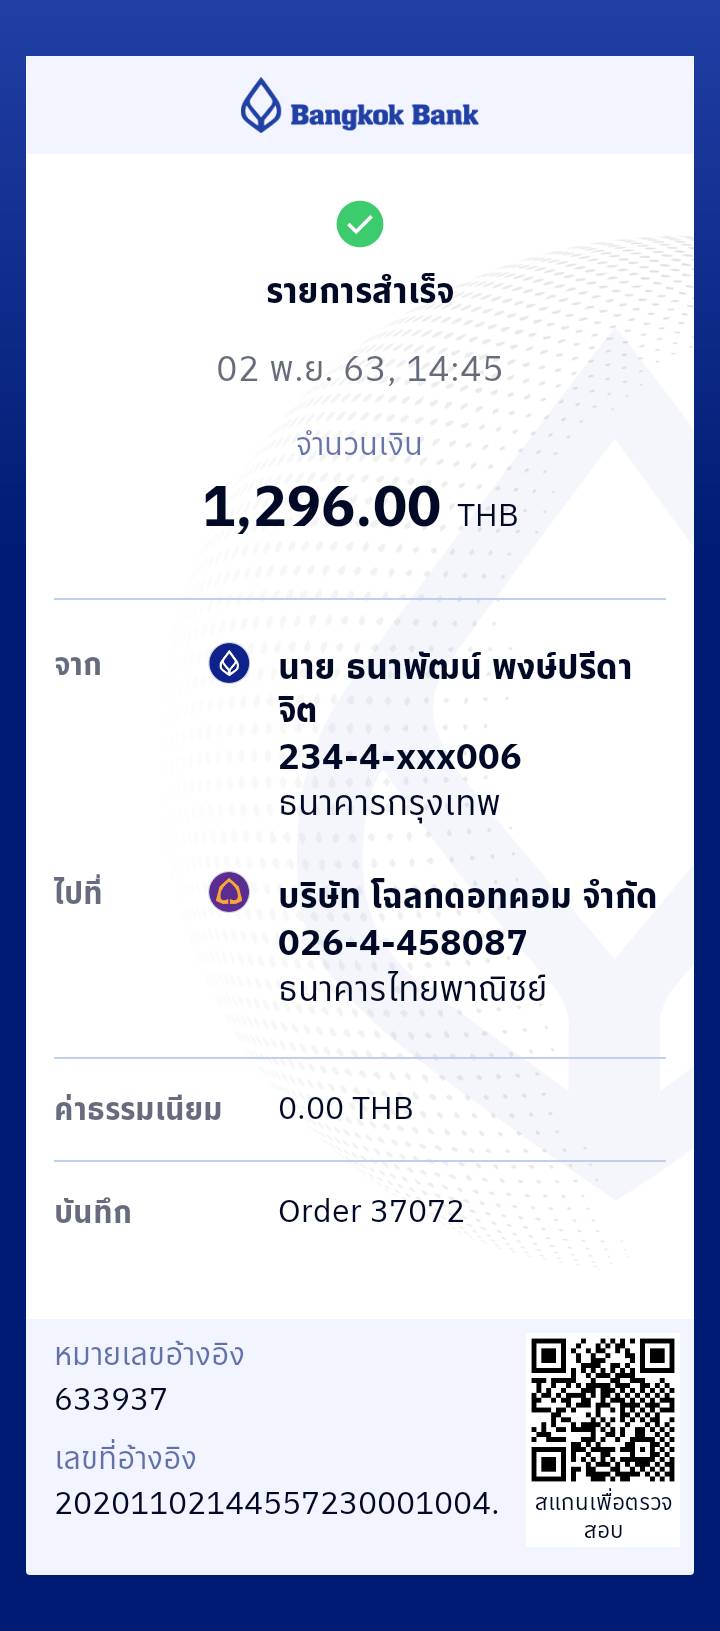 Bangkok Bank
รายการสำเร็จ
02 พ.ย. 63, 14:45
จำนวนเงิน
1,296.00 THB
จาก
นาย ธนาพัฒน์ พงษ์ปรีดา
จิต
234-4-xxx006
ธนาคารกรุงเทพ
ไปที่
บริษัท โฉลกดอทคอม จำกัด
026-4-458087
ธนาคารไทยพาณิชย์
ค่าธรรมเนียม 0.00 THB
บันทึก Order 37072
หมายเลขอ้างอิง
633937
เลขที่อ้างอิง
20201102144557230001004.
สแกนเพื่อตรวจ
สอบ